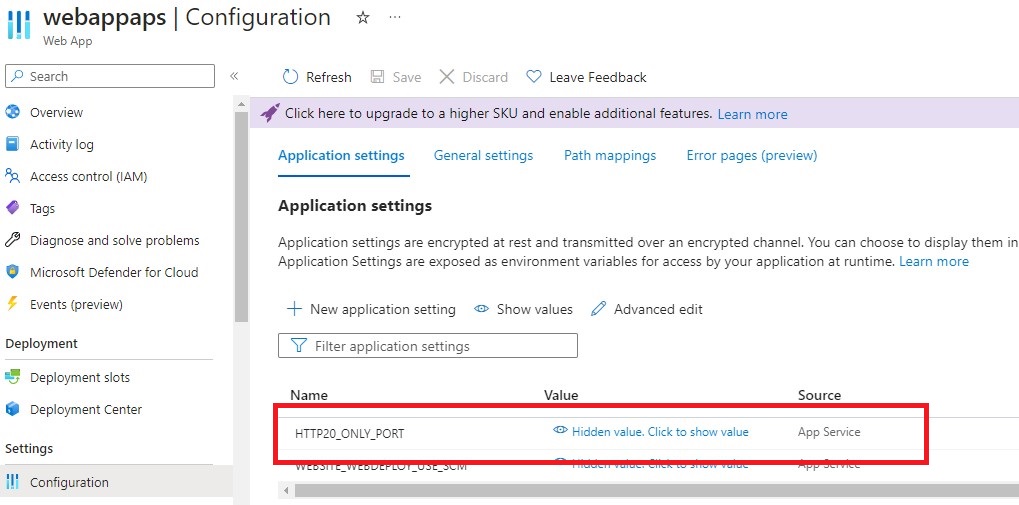 webappaps | Configuration
Web App
Search
«
Overview
Activity log
Access control (IAM)
Tags
Diagnose and solve problems
Microsoft Defender for Cloud
Events (preview)
Deployment
Deployment slots
Deployment Center
Settings
Configuration
Refresh Save Discard Leave Feedback
Click here to upgrade to a higher SKU and enable additional features. Learn more
Application settings General settings Path mappings Error pages (preview)
Application settings
Application settings are encrypted at rest and transmitted over an encrypted channel. You can choose to display them in
Application Settings are exposed as environment variables for access by your application at runtime. Learn more
New application setting Show values Advanced edit
Filter application settings
Name Value Source
HTTP20_ONLY_PORT Hidden value. Click to show value App Service
WEBSITE_WEBDEPLOY_USE_SCM Hidden value. Click to show value App Service